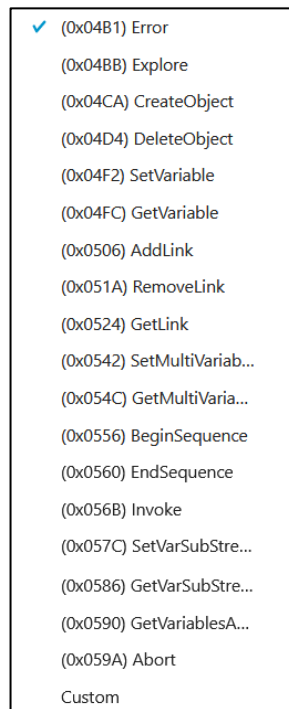 (0x04B1) Error
(0x04BB) Explore
(0x04CA) CreateObject
(0x04D4) DeleteObject
(0x04F2) SetVariable
(0x04FC) GetVariable
(0x0506) AddLink
(0x051A) RemoveLink
(0x0524) GetLink
(0x0542) SetMultiVariab...
(0x054C) GetMultiVaria...
(0x0556) BeginSequence
(0x0560) EndSequence
(0x056B) Invoke
(0x057C) SetVarSubStre...
(0x0586) GetVarSubStre...
(0x0590) GetVariablesA...
(0x059A) Abort
Custom